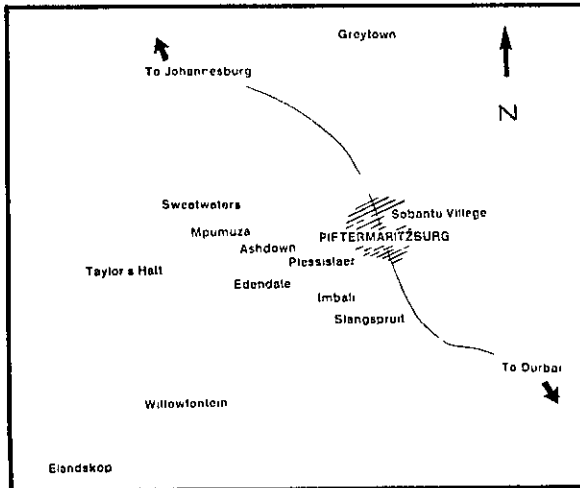 Greytown
To Johannesburg
N
Sweetwaters
Sobantu Village
Mpumuza
PIETERMARITZBURG
Ashdown
Plessislaer
Taylor's Halt
Edendale
Imbali
Slangspruit
To Durban
Willowfontein
Elandskop